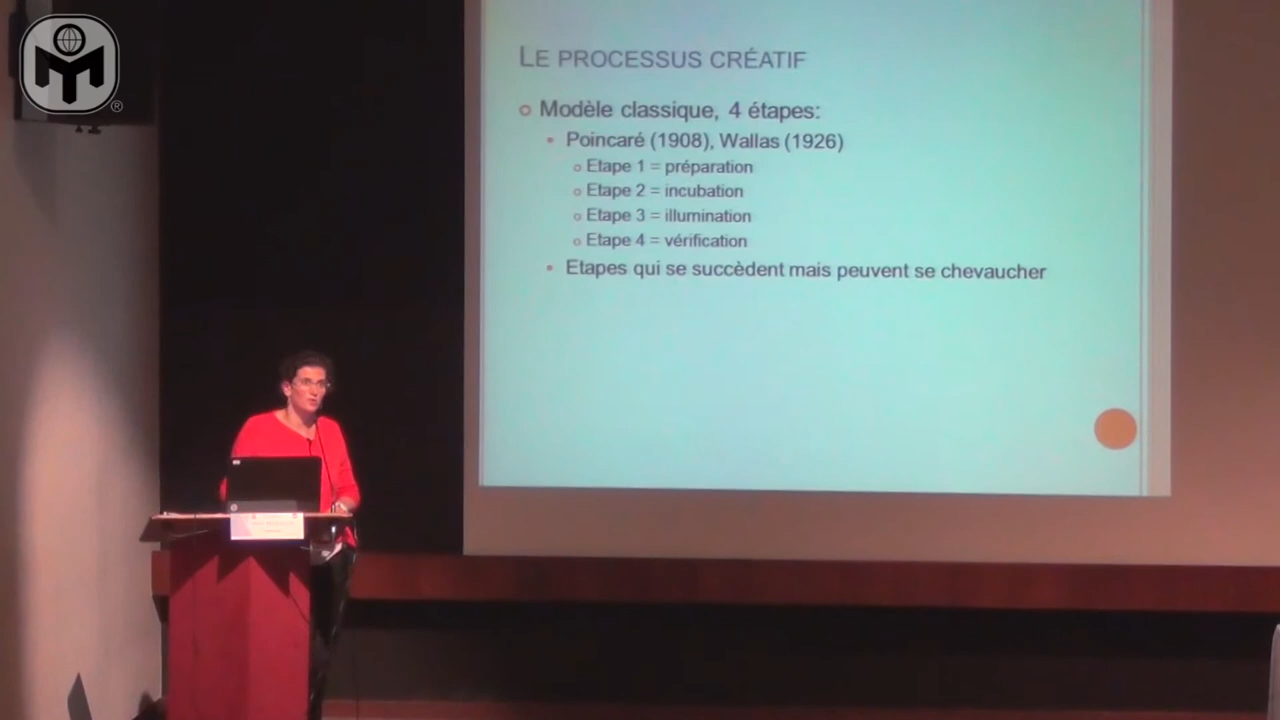 LE PROCESSUS CRÉATIF
Modèle classique, 4 étapes:
Poincaré (1908), Wallas (1926)
Etape 1 = préparation
Etape 2 = incubation
Etape 3 = illumination
Etape 4 = vérification
Etapes qui se succèdent mais peuvent se chevaucher
®